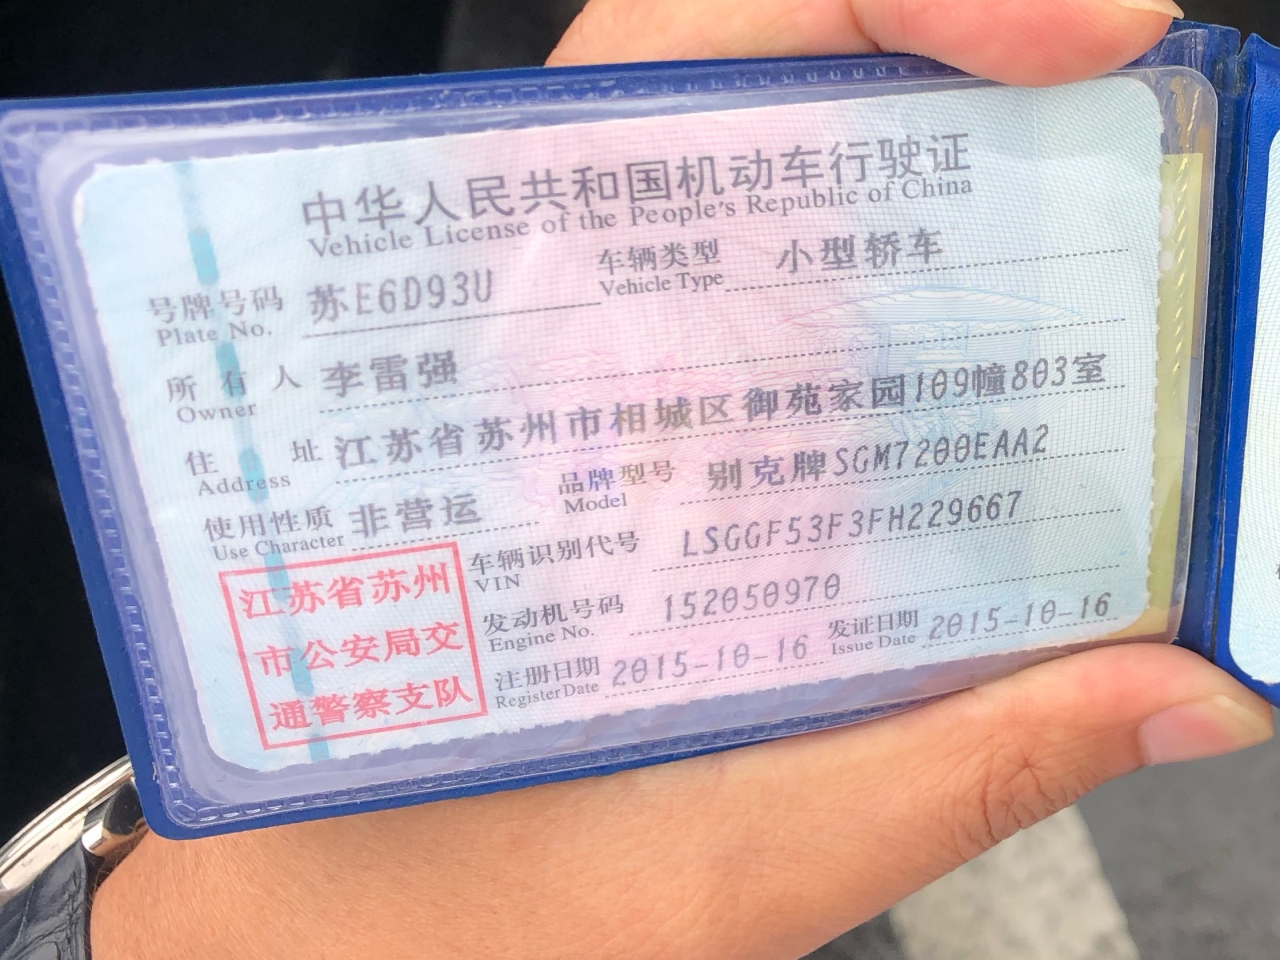 中华人民共和国机动车行驶证
Vehicle License of the People's Republic of China
号牌号码 苏E6D93U 车辆类型 小型轿车
Plate No. Vehicle Type
所有人 李雷强
Owner
住址 江苏省苏州市相城区御苑家园109幢803室
Address
使用性质 非营运 品牌型号 别克牌SGM7200EAA2
Use Character Model
车辆识别代号 LSGGF53F3FH229667
VIN
发动机号码 152050970
Engine No.
注册日期 2015-10-16 发证日期 2015-10-16
Register Date Issue Date
江苏省苏州
市公安局交
通警察支队